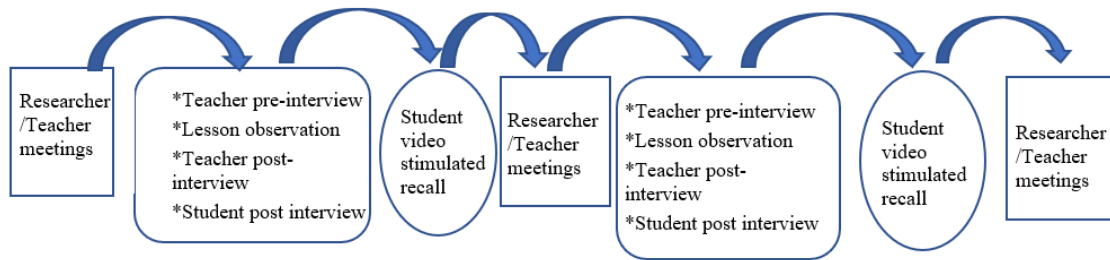 Researcher
/Teacher
meetings
*Teacher pre-interview
*Lesson observation
*Teacher post-
interview
*Student post interview
Student
video
stimulated
recall
Researcher
/Teacher
meetings
*Teacher pre-interview
*Lesson observation
*Teacher post-
interview
*Student post interview
Student
video
stimulated
recall
Researcher
/Teacher
meetings